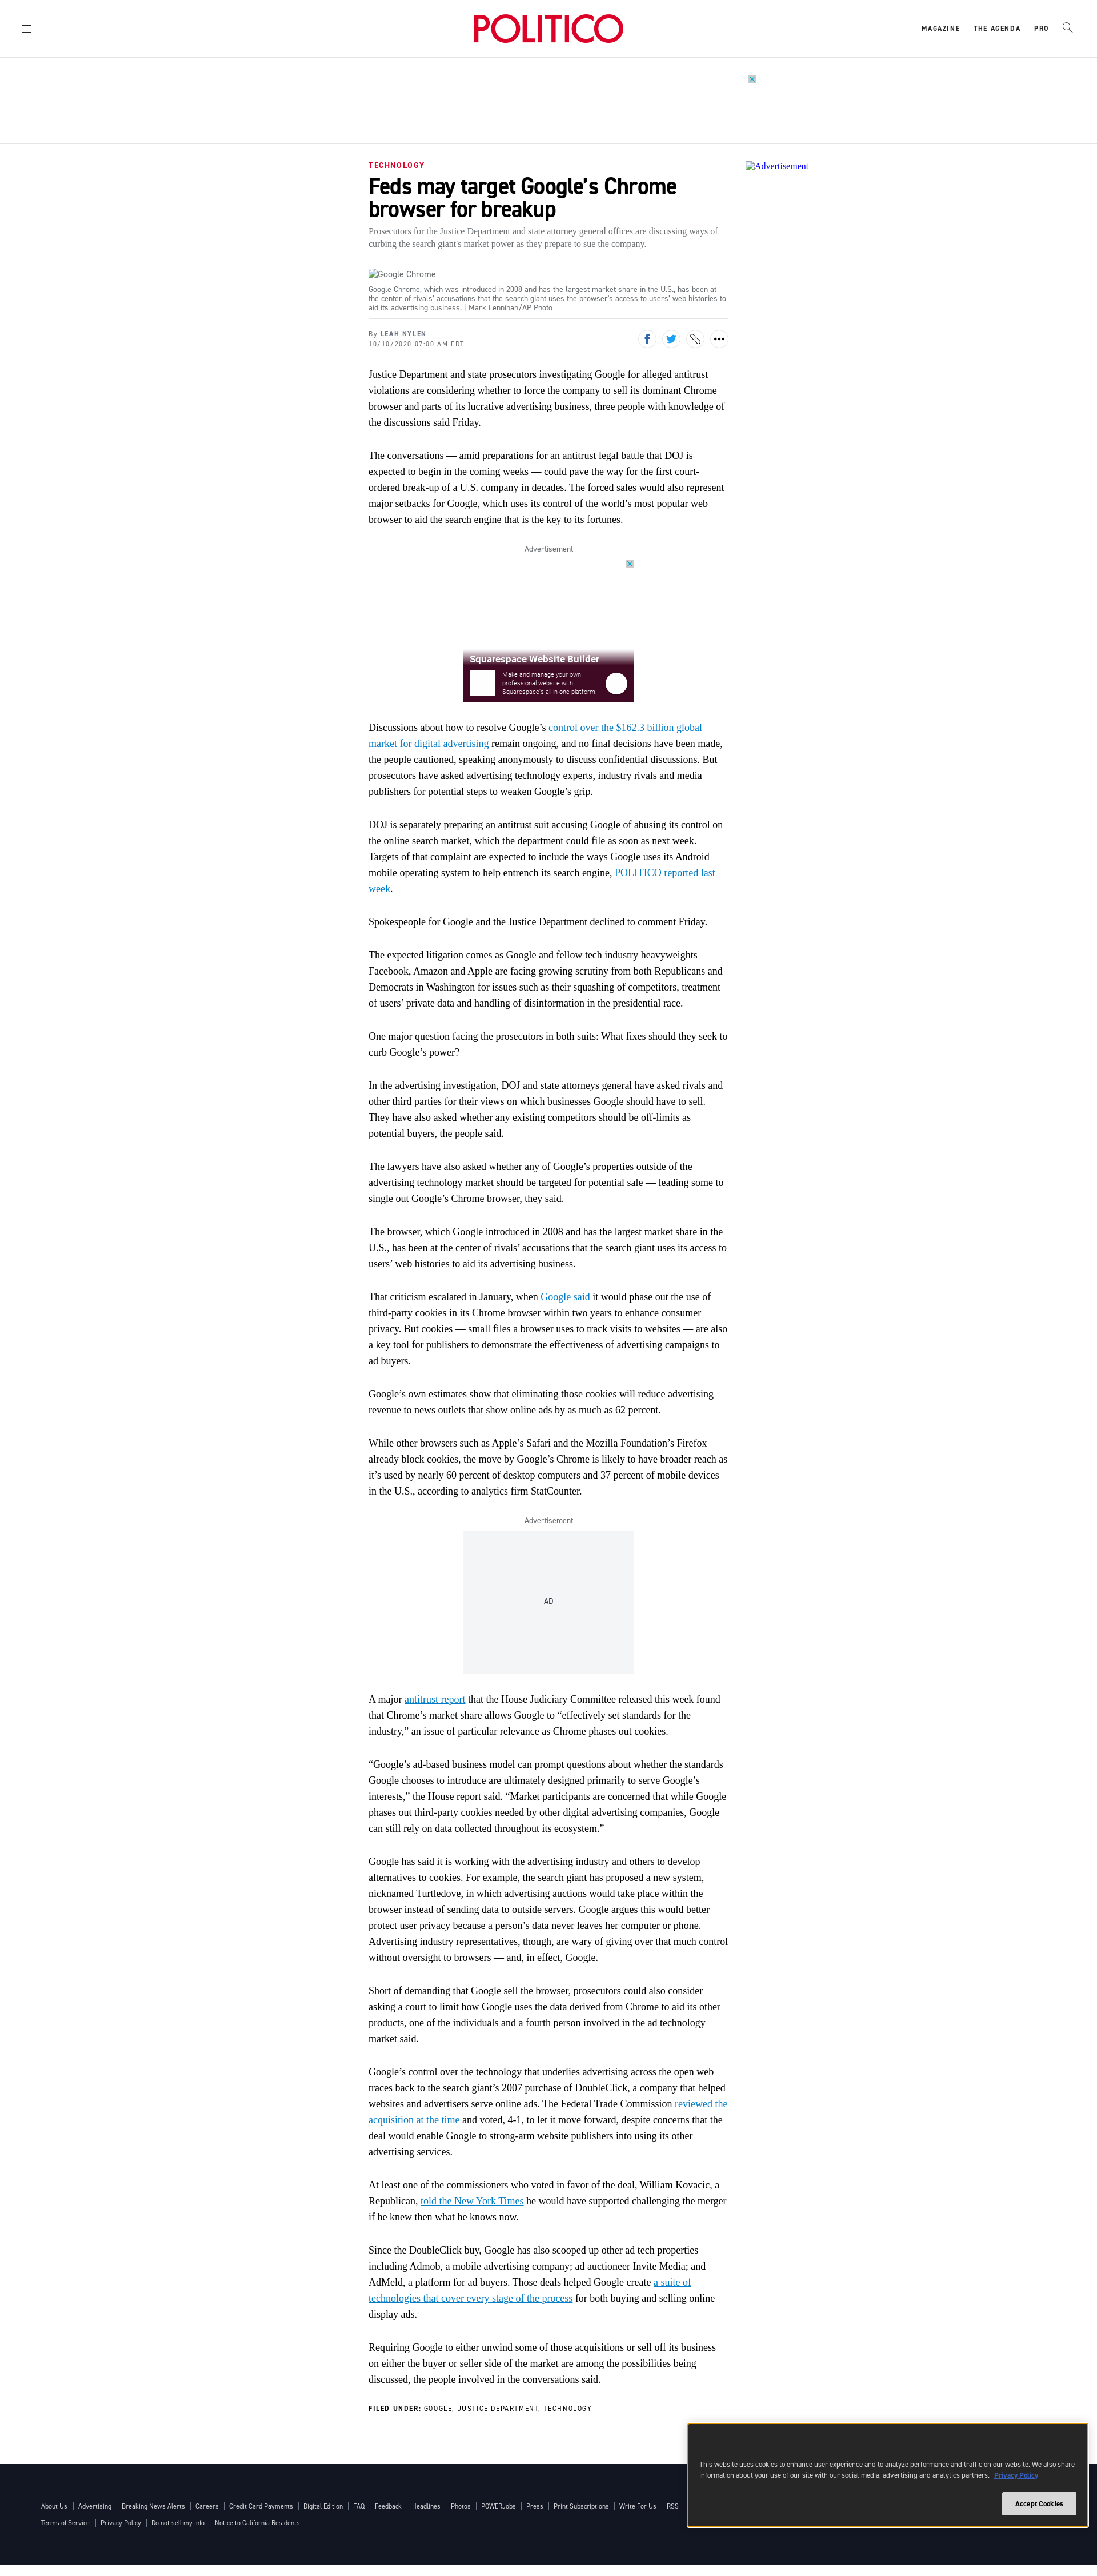 POLITICO
MAGAZINE THE AGENDA PRO
TECHNOLOGY
Feds may target Google's Chrome
browser for breakup
Prosecutors for the Justice Department and state attorney general offices are discussing ways of
curbing the search giant's market power as they prepare to sue the company.
Advertisement
Google Chrome
Google Chrome, which was introduced in 2008 and has the largest market share in the U.S., has been at
the center of rivals' accusations that the search giant uses the browser's access to users' web histories to
aid its advertising business. | Mark Lennihan/AP Photo
By LEAH NYLEN
10/10/2020 07:00 AM EDT
Justice Department and state prosecutors investigating Google for alleged antitrust
violations are considering whether to force the company to sell its dominant Chrome
browser and parts of its lucrative advertising business, three people with knowledge of
the discussions said Friday.
The conversations — amid preparations for an antitrust legal battle that DOJ is
expected to begin in the coming weeks — could pave the way for the first court-
ordered break-up of a U.S. company in decades. The forced sales would also represent
major setbacks for Google, which uses its control of the world's most popular web
browser to aid the search engine that is the key to its fortunes.
Advertisement
Squarespace Website Builder
Make and manage your own
professional website with
Squarespace's all-in-one platform.
Discussions about how to resolve Google's control over the $162.3 billion global
market for digital advertising remain ongoing, and no final decisions have been made,
the people cautioned, speaking anonymously to discuss confidential discussions. But
prosecutors have asked advertising technology experts, industry rivals and media
publishers for potential steps to weaken Google's grip.
DOJ is separately preparing an antitrust suit accusing Google of abusing its control on
the online search market, which the department could file as soon as next week.
Targets of that complaint are expected to include the ways Google uses its Android
mobile operating system to help entrench its search engine, POLITICO reported last
week.
Spokespeople for Google and the Justice Department declined to comment Friday.
The expected litigation comes as Google and fellow tech industry heavyweights
Facebook, Amazon and Apple are facing growing scrutiny from both Republicans and
Democrats in Washington for issues such as their squashing of competitors, treatment
of users' private data and handling of disinformation in the presidential race.
One major question facing the prosecutors in both suits: What fixes should they seek to
curb Google's power?
In the advertising investigation, DOJ and state attorneys general have asked rivals and
other third parties for their views on which businesses Google should have to sell.
They have also asked whether any existing competitors should be off-limits as
potential buyers, the people said.
The lawyers have also asked whether any of Google's properties outside of the
advertising technology market should be targeted for potential sale — leading some to
single out Google's Chrome browser, they said.
The browser, which Google introduced in 2008 and has the largest market share in the
U.S., has been at the center of rivals' accusations that the search giant uses its access to
users' web histories to aid its advertising business.
That criticism escalated in January, when Google said it would phase out the use of
third-party cookies in its Chrome browser within two years to enhance consumer
privacy. But cookies — small files a browser uses to track visits to websites — are also
a key tool for publishers to demonstrate the effectiveness of advertising campaigns to
ad buyers.
Google's own estimates show that eliminating those cookies will reduce advertising
revenue to news outlets that show online ads by as much as 62 percent.
While other browsers such as Apple's Safari and the Mozilla Foundation's Firefox
already block cookies, the move by Google's Chrome is likely to have broader reach as
it's used by nearly 60 percent of desktop computers and 37 percent of mobile devices
in the U.S., according to analytics firm StatCounter.
Advertisement
AD
A major antitrust report that the House Judiciary Committee released this week found
that Chrome's market share allows Google to “effectively set standards for the
industry,” an issue of particular relevance as Chrome phases out cookies.
“Google's ad-based business model can prompt questions about whether the standards
Google chooses to introduce are ultimately designed primarily to serve Google's
interests,” the House report said. “Market participants are concerned that while Google
phases out third-party cookies needed by other digital advertising companies, Google
can still rely on data collected throughout its ecosystem.”
Google has said it is working with the advertising industry and others to develop
alternatives to cookies. For example, the search giant has proposed a new system,
nicknamed Turtledove, in which advertising auctions would take place within the
browser instead of sending data to outside servers. Google argues this would better
protect user privacy because a person's data never leaves her computer or phone.
Advertising industry representatives, though, are wary of giving over that much control
without oversight to browsers — and, in effect, Google.
Short of demanding that Google sell the browser, prosecutors could also consider
asking a court to limit how Google uses the data derived from Chrome to aid its other
products, one of the individuals and a fourth person involved in the ad technology
market said.
Google's control over the technology that underlies advertising across the open web
traces back to the search giant's 2007 purchase of DoubleClick, a company that helped
websites and advertisers serve online ads. The Federal Trade Commission reviewed the
acquisition at the time and voted, 4-1, to let it move forward, despite concerns that the
deal would enable Google to strong-arm website publishers into using its other
advertising services.
At least one of the commissioners who voted in favor of the deal, William Kovacic, a
Republican, told the New York Times he would have supported challenging the merger
if he knew then what he knows now.
Since the DoubleClick buy, Google has also scooped up other ad tech properties
including Admob, a mobile advertising company; ad auctioneer Invite Media; and
AdMeld, a platform for ad buyers. Those deals helped Google create a suite of
technologies that cover every stage of the process for both buying and selling online
display ads.
Requiring Google to either unwind some of those acquisitions or sell off its business
on either the buyer or seller side of the market are among the possibilities being
discussed, the people involved in the conversations said.
FILED UNDER: GOOGLE, JUSTICE DEPARTMENT, TECHNOLOGY
This website uses cookies to enhance user experience and to analyze performance and traffic on our website. We also share
information about your use of our site with our social media, advertising and analytics partners. Privacy Policy
Accept Cookies
About Us | Advertising | Breaking News Alerts | Careers | Credit Card Payments | Digital Edition | FAQ | Feedback | Headlines | Photos | POWERJobs | Press | Print Subscriptions | Write For Us | RSS |
Terms of Service | Privacy Policy | Do not sell my info | Notice to California Residents